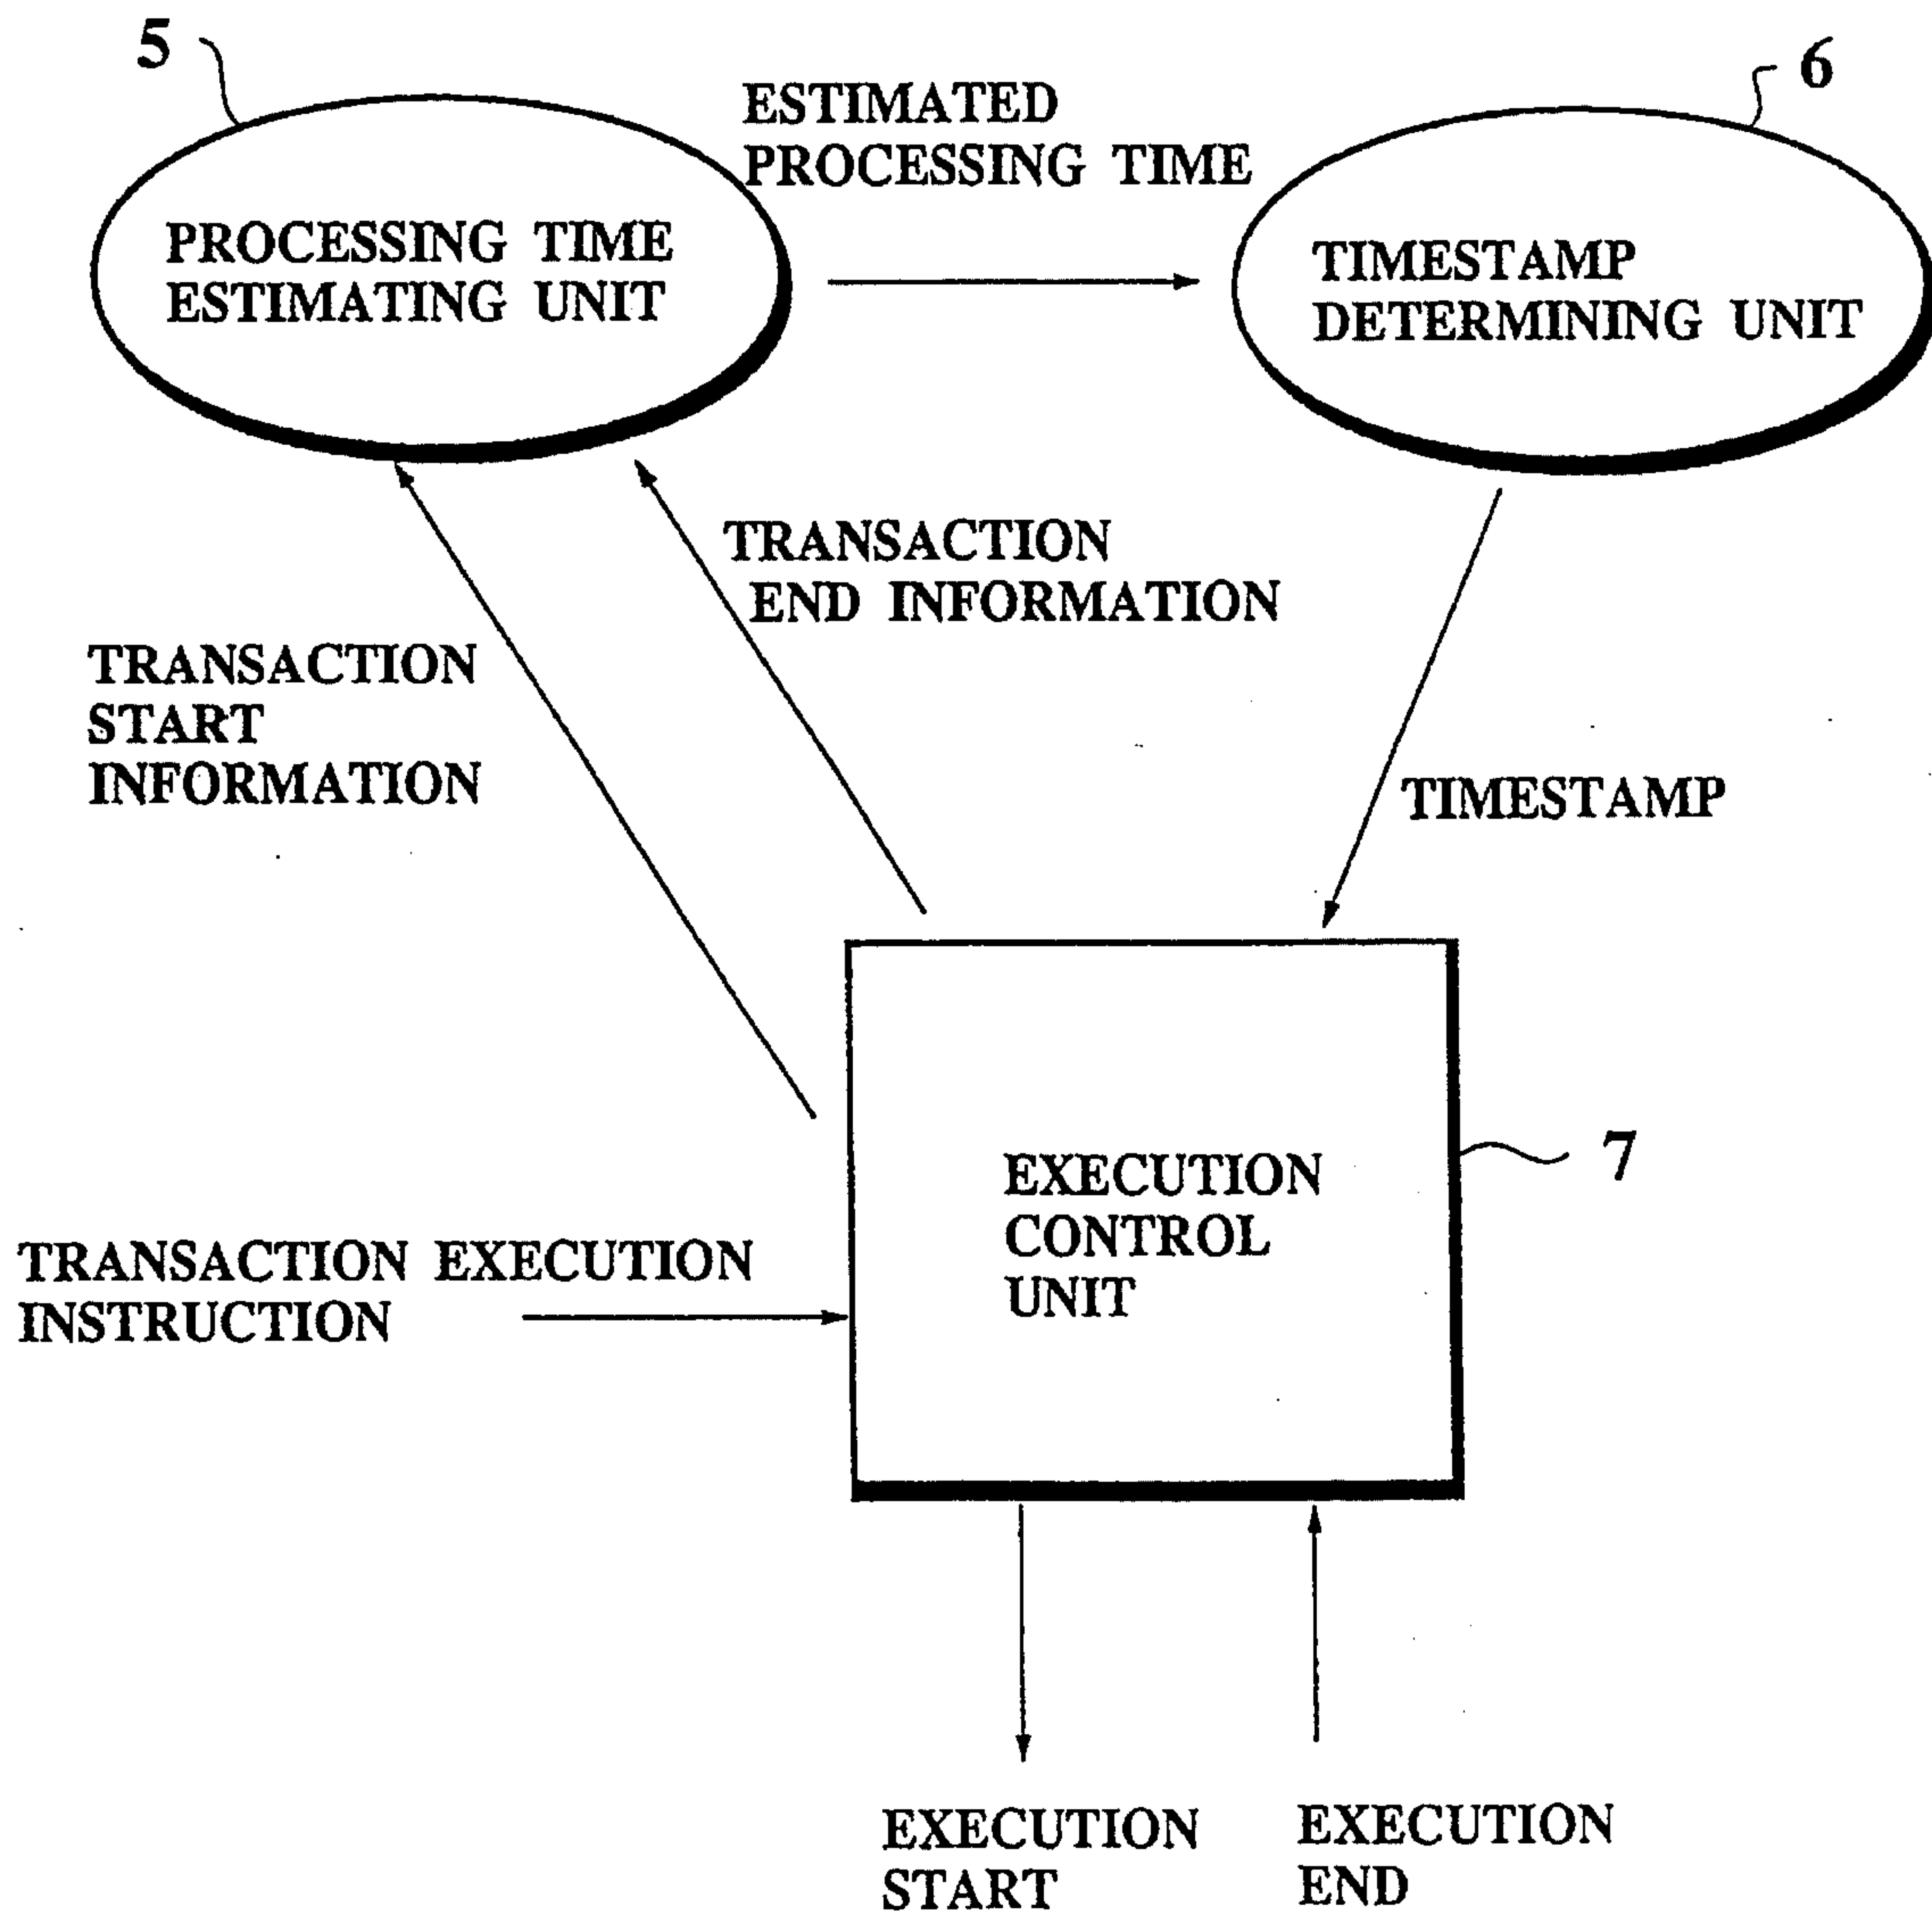 5
6
ESTIMATED
PROCESSING TIME
PROCESSING TIME
ESTIMATING UNIT
TIMESTAMP
DETERMINING UNIT
TRANSACTION
END INFORMATION
TRANSACTION
START
INFORMATION
TIMESTAMP
7
EXECUTION
CONTROL
UNIT
TRANSACTION EXECUTION
INSTRUCTION
EXECUTION
START
EXECUTION
END